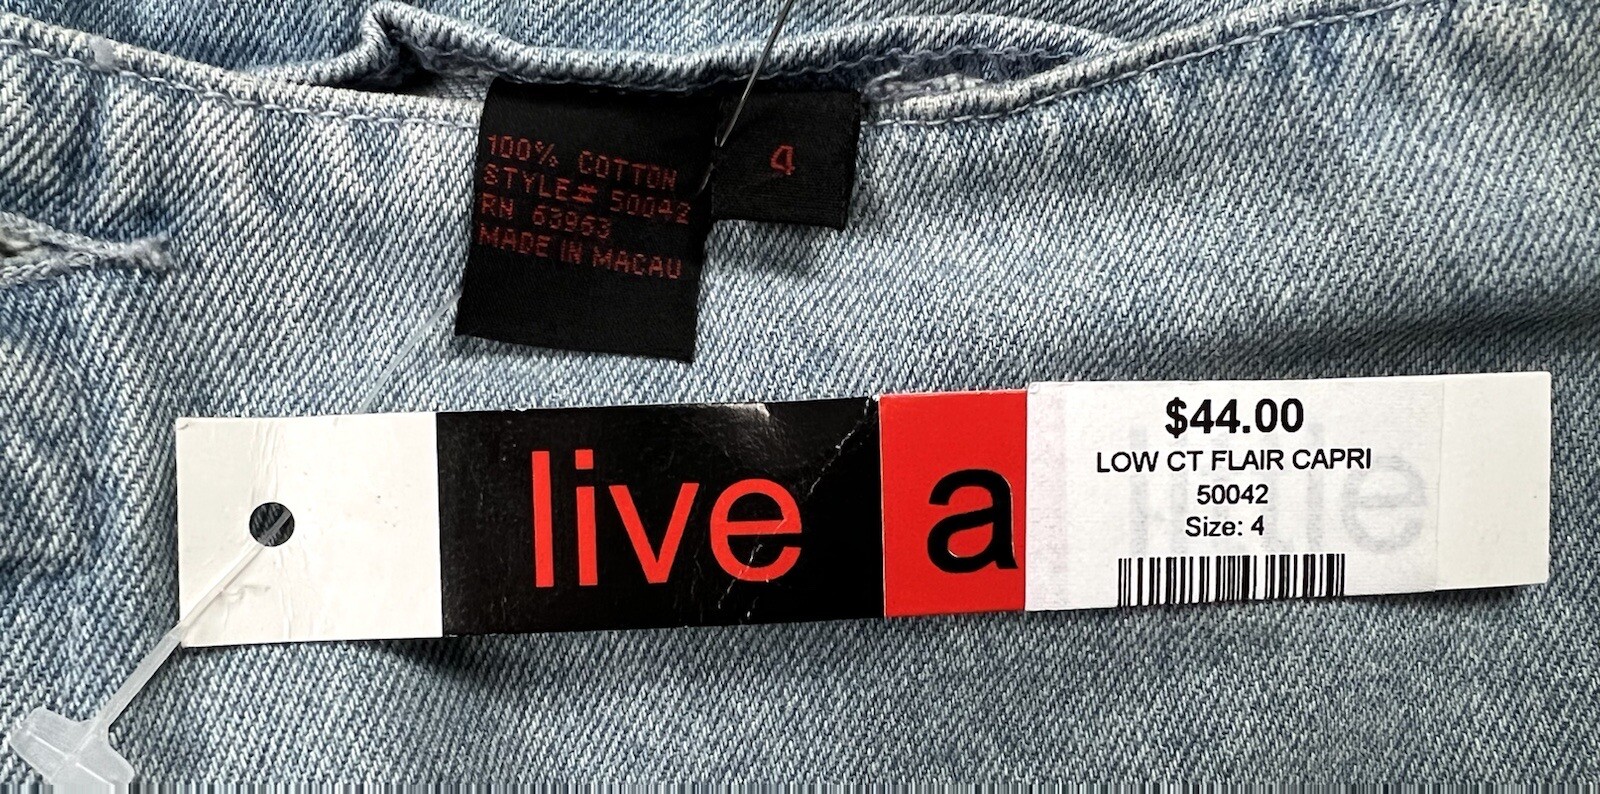 100% COTTON
STYLE# 50042
RN 63963
MADE IN MACAU
4
live a
$44.00
LOW CT FLAIR CAPRI
50042
Size: 4